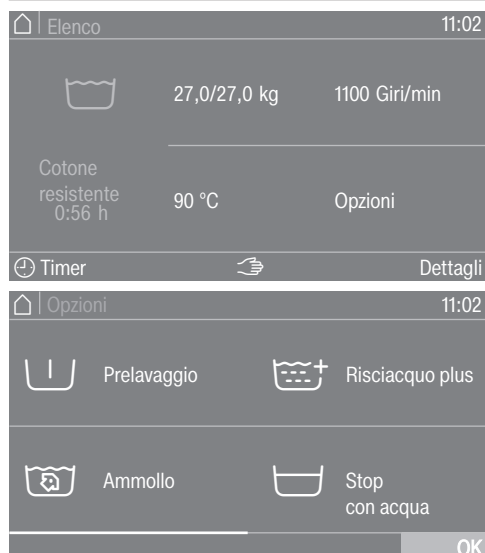 Elenco 11:02
27,0/27,0 kg 1100 Giri/min
Cotone
resistente
0:56 h
90 °C Opzioni
Timer Dettagli
Opzioni 11:02
Prelavaggio Risciacquo plus
Ammollo Stop
con acqua
OK